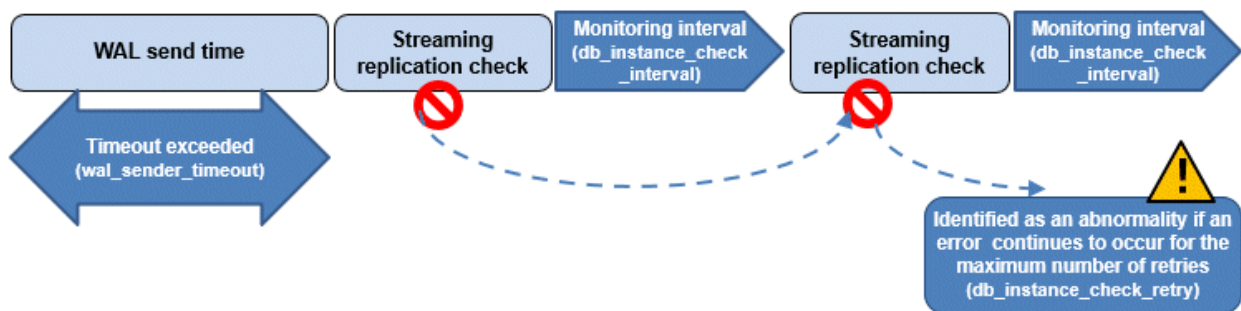 WAL send time
Streaming
replication check
Monitoring interval
(db_instance_check
_interval)
Streaming
replication check
Monitoring interval
(db_instance_check
_interval)
Timeout exceeded
(wal_sender_timeout)
Identified as an abnormality if an
error continues to occur for the
maximum number of retries
(db_instance_check_retry)